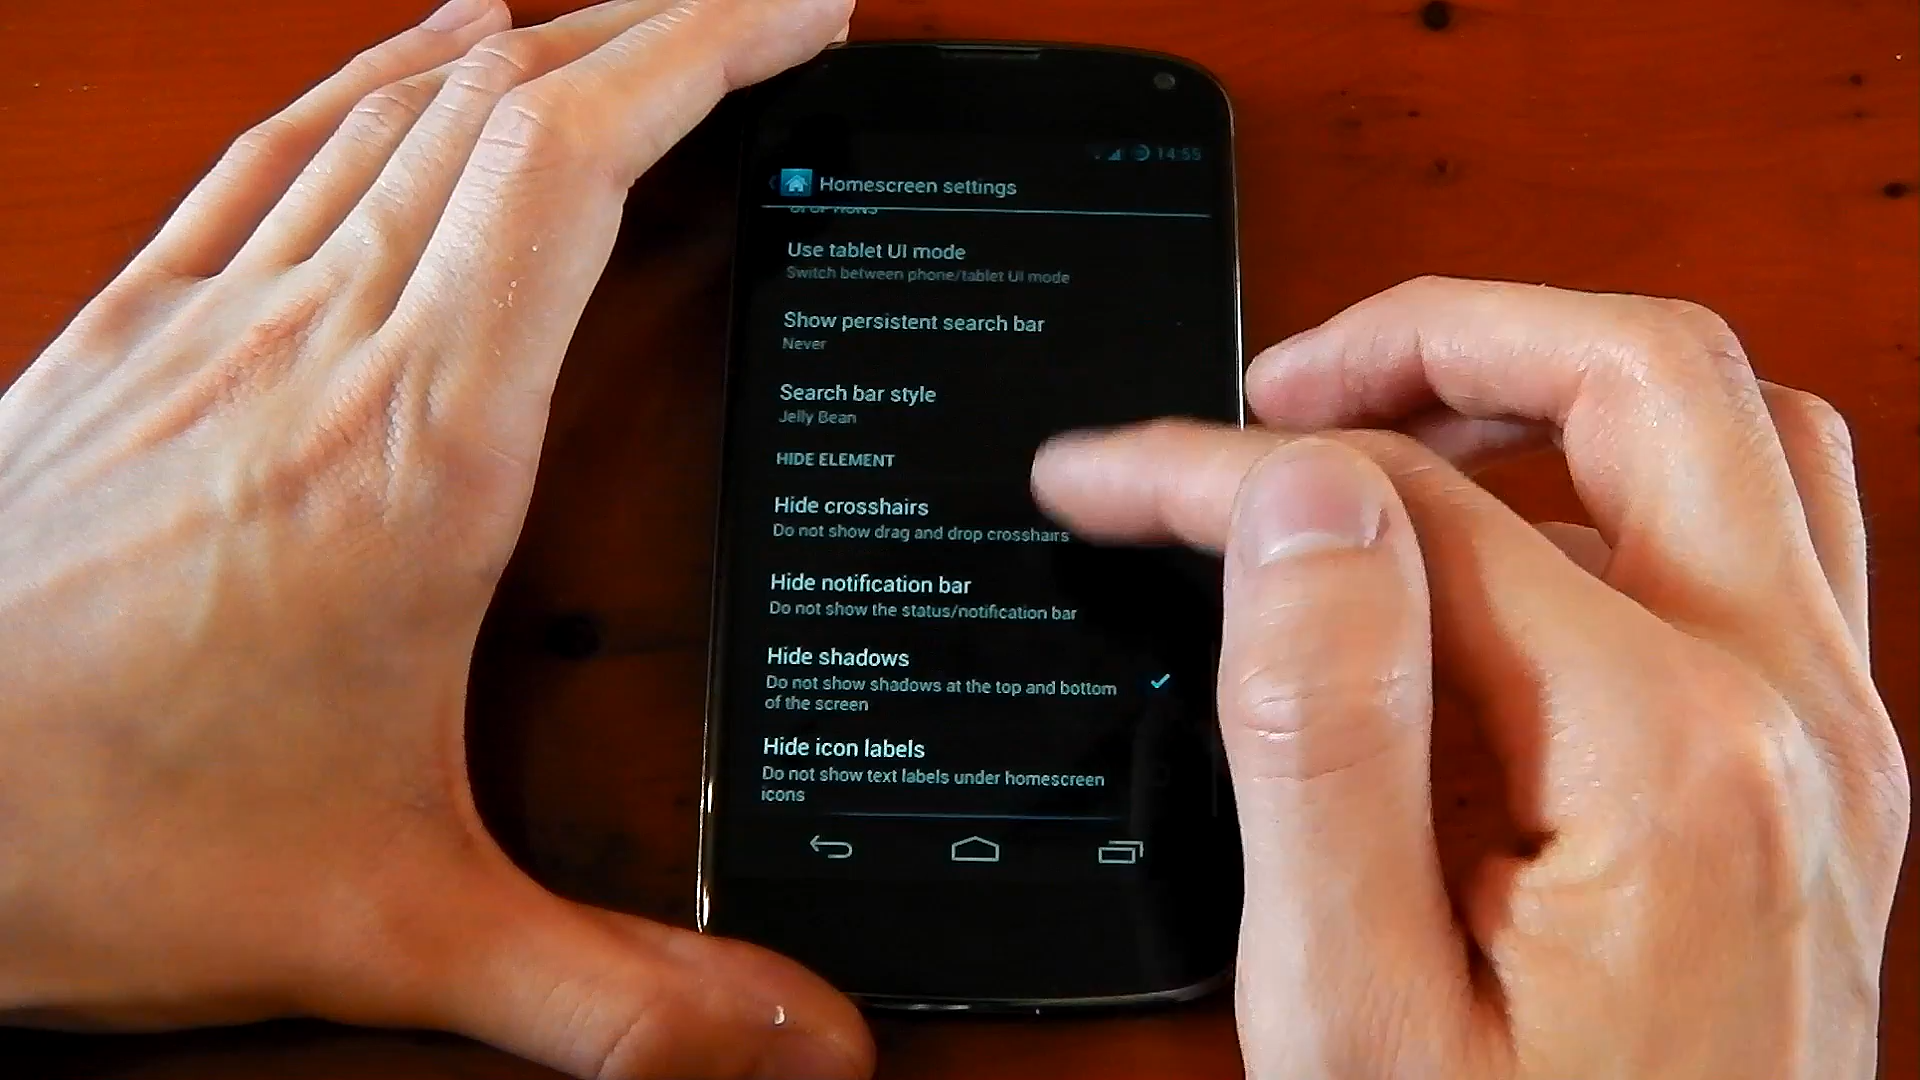 14:55
Homescreen settings
UI OPTIONS
Use tablet UI mode
Switch between phone/tablet UI mode
Show persistent search bar
Never
Search bar style
Jelly Bean
HIDE ELEMENT
Hide crosshairs
Do not show drag and drop crosshairs
Hide notification bar
Do not show the status/notification bar
Hide shadows
Do not show shadows at the top and bottom
of the screen
Hide icon labels
Do not show text labels under homescreen
icons